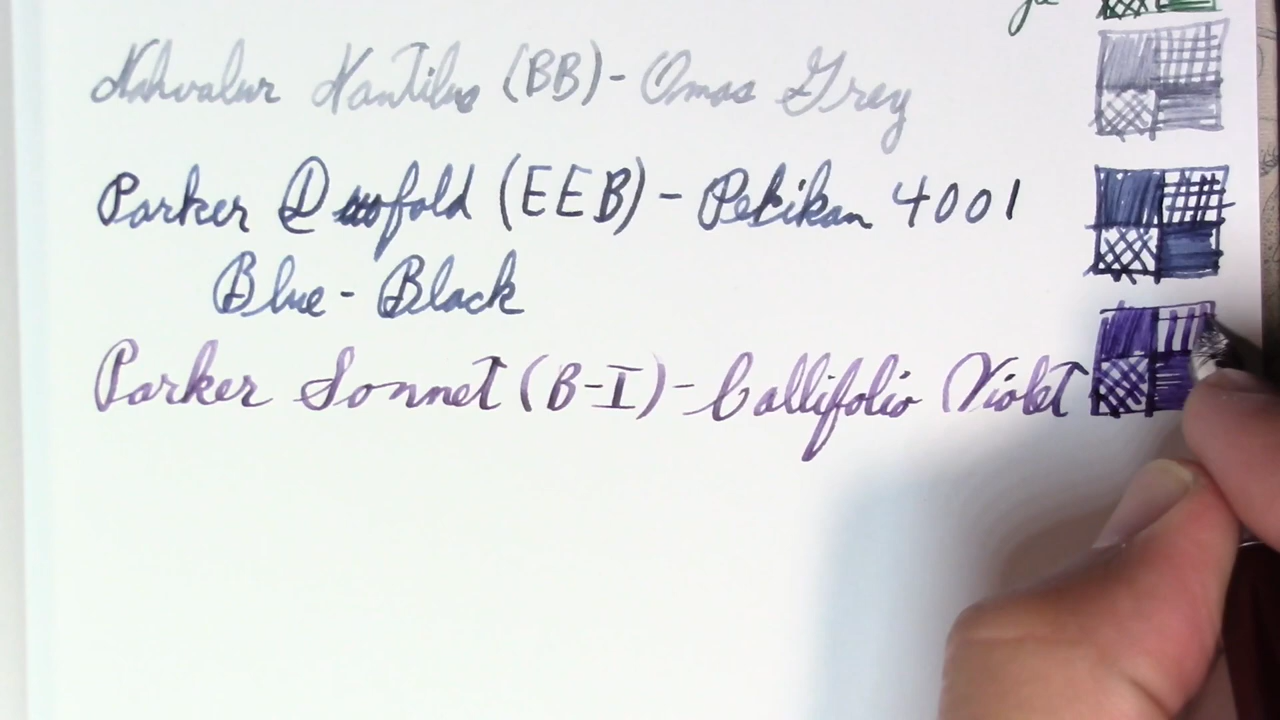 Nahvalur Nautilus (BB) - Omas Grey
Parker Duofold (EEB) - Pelikan 4001
Blue - Black
Parker Sonnet (B-I) - Callifolio Violet